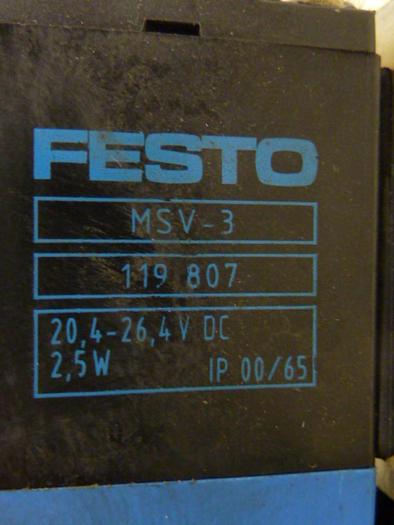 FESTO
MSV-3
119 807
20,4-26,4 V DC
2,5 W IP 00/65